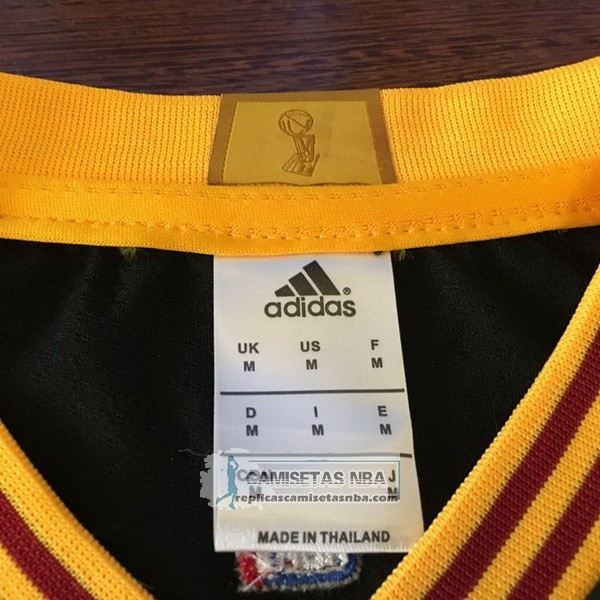 adidas®
UK US F
M M M
D I E
M M M
CAMISETAS NBA J
replicascamisetasnba.com
MADE IN THAILAND